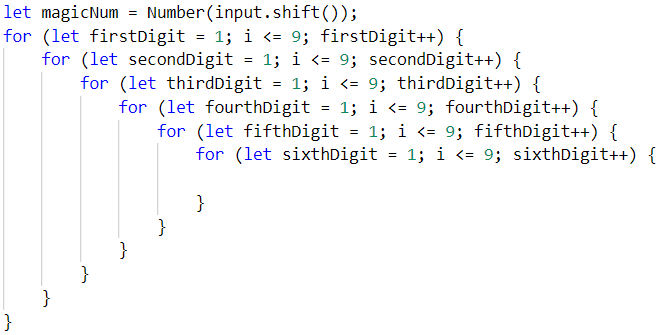 let magicNum = Number(input.shift());
for (let firstDigit = 1; i <= 9; firstDigit++) {
    for (let secondDigit = 1; i <= 9; secondDigit++) {
        for (let thirdDigit = 1; i <= 9; thirdDigit++) {
            for (let fourthDigit = 1; i <= 9; fourthDigit++) {
                for (let fifthDigit = 1; i <= 9; fifthDigit++) {
                    for (let sixthDigit = 1; i <= 9; sixthDigit++) {
                    }
                }
            }
        }
    }
}